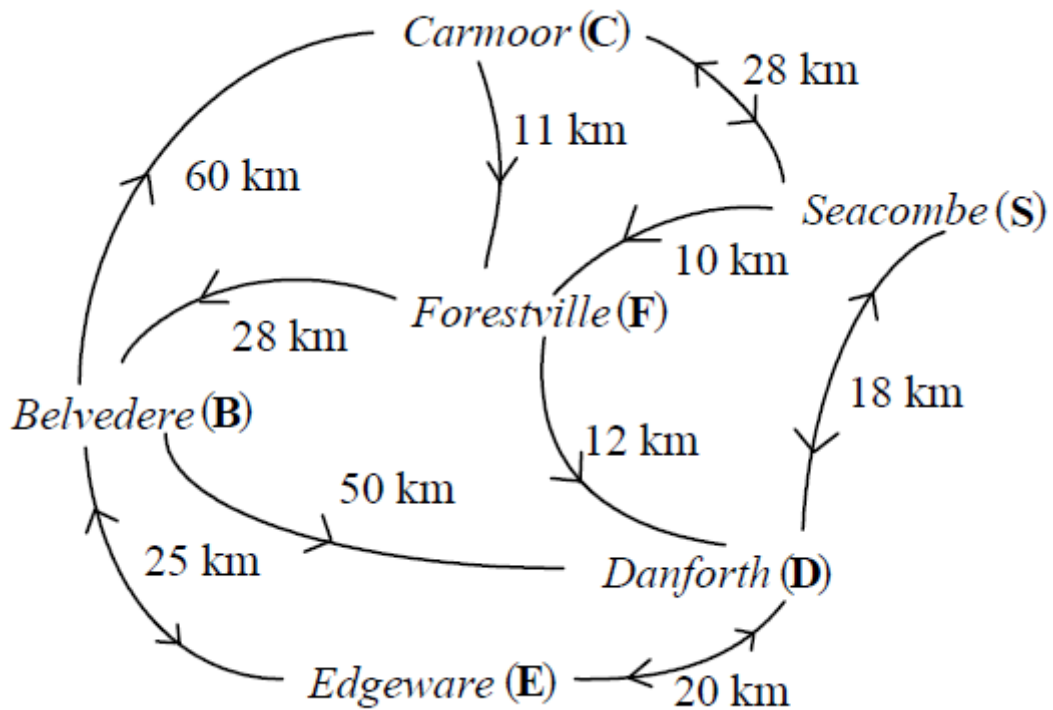 Carmoor (C)
28 km
11 km
60 km
Seacombe (S)
10 km
Forestville (F)
28 km
18 km
Belvedere (B)
12 km
50 km
25 km
Danforth (D)
Edgeware (E)
20 km